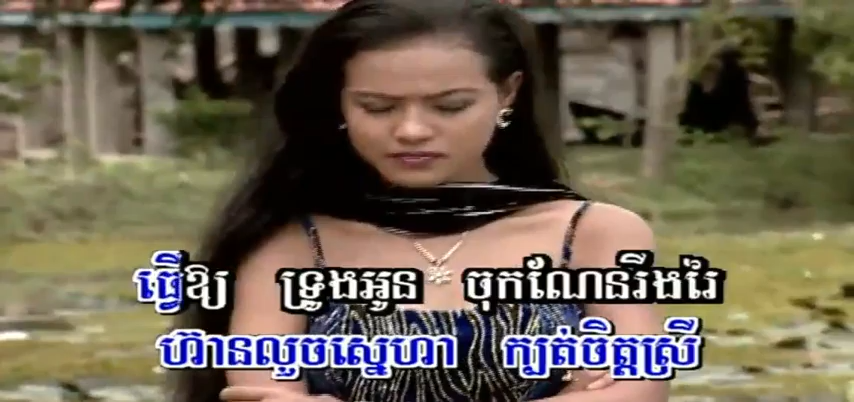 ធ្វើឱ្យ ទ្រូងអូន ចុកណែនរឹងរៃ
ហ៊ានលួចស្នេហា ក្បត់ចិត្តស្រី